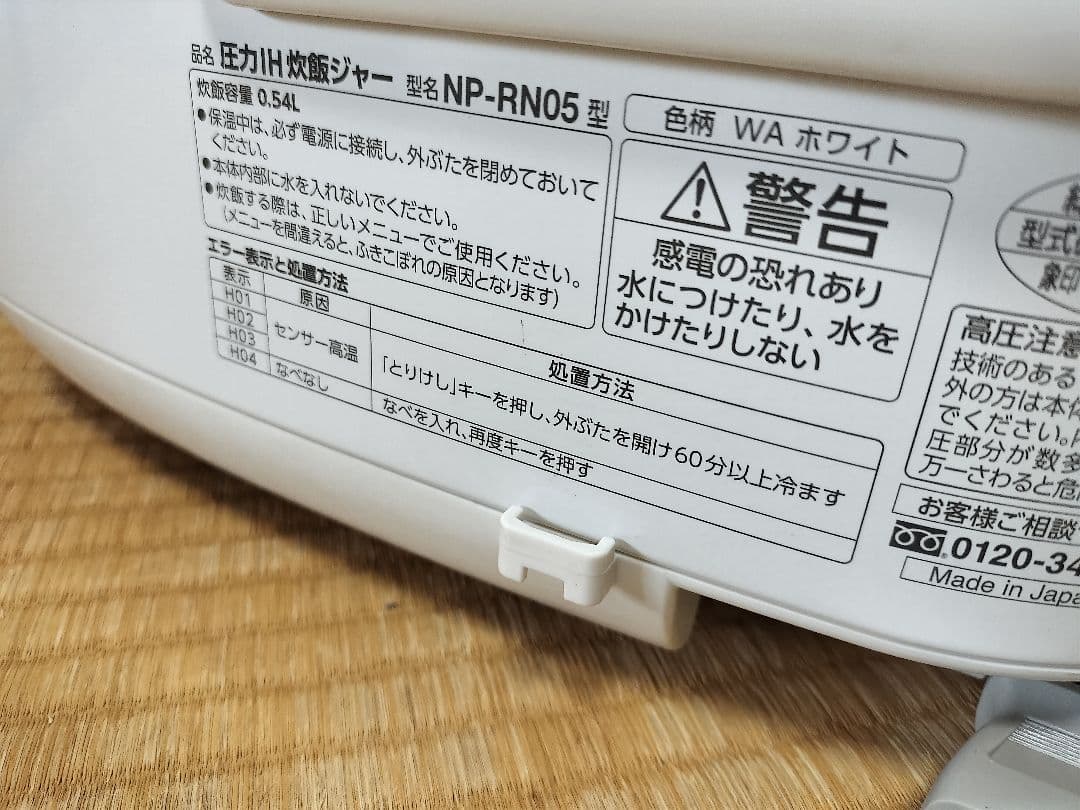 品名 圧力IH炊飯ジャー 型名 NP-RN05型
炊飯容量 0.54L
●保温中は、必ず電源に接続し、外ぶたを閉めておいて
ください。
●本体内部に水を入れないでください。
●炊飯する際は、正しいメニューでご使用ください。
(メニューを間違えると、ふきこぼれの原因となります)
エラー表示と処置方法
表示 原因 処置方法
H01
H02
H03
センサー高温 「とりけし」キーを押し、外ぶたを開け60分以上冷ます
H04 なべなし なべを入れ、再度キーを押す
色柄 WA ホワイト
警告
感電の恐れあり
水につけたり、水を
かけたりしない
型式
象印
高圧注意
技術のある
外の方は本体
でください。
圧部分が数多
万一さわると危
お客様ご相談
0120-34
Made in Japa